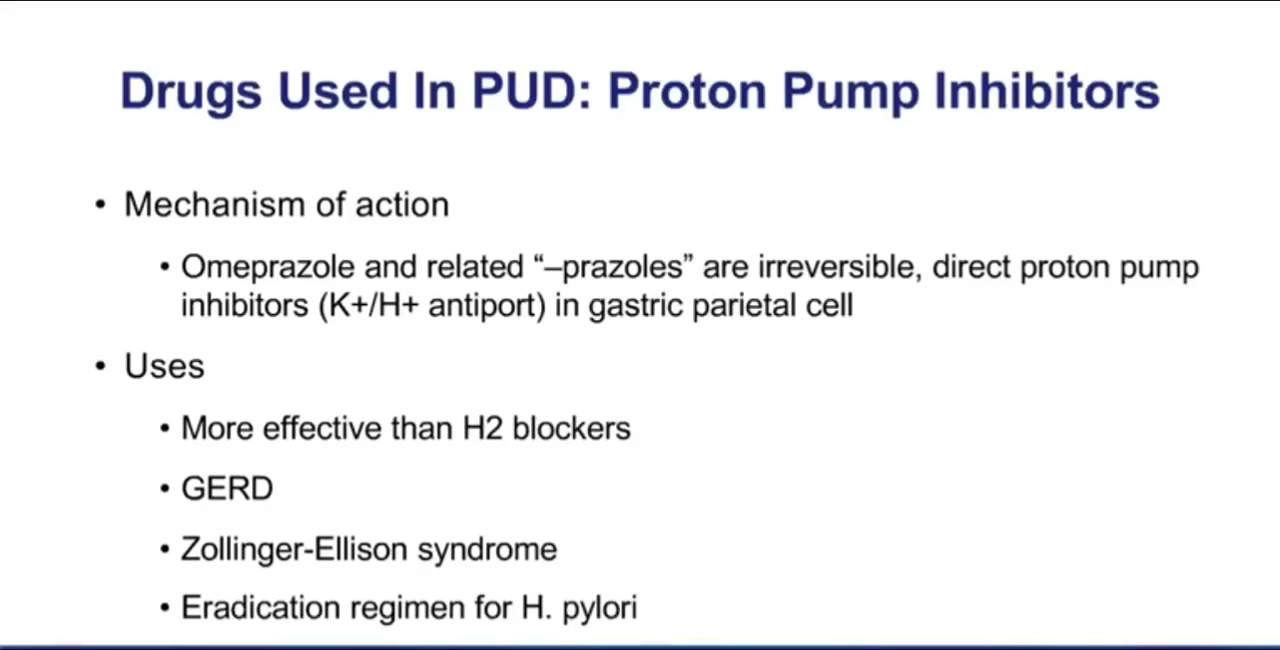 Drugs Used In PUD: Proton Pump Inhibitors
• Mechanism of action
• Omeprazole and related “–prazoles” are irreversible, direct proton pump
inhibitors (K+/H+ antiport) in gastric parietal cell
• Uses
• More effective than H2 blockers
• GERD
• Zollinger-Ellison syndrome
• Eradication regimen for H. pylori